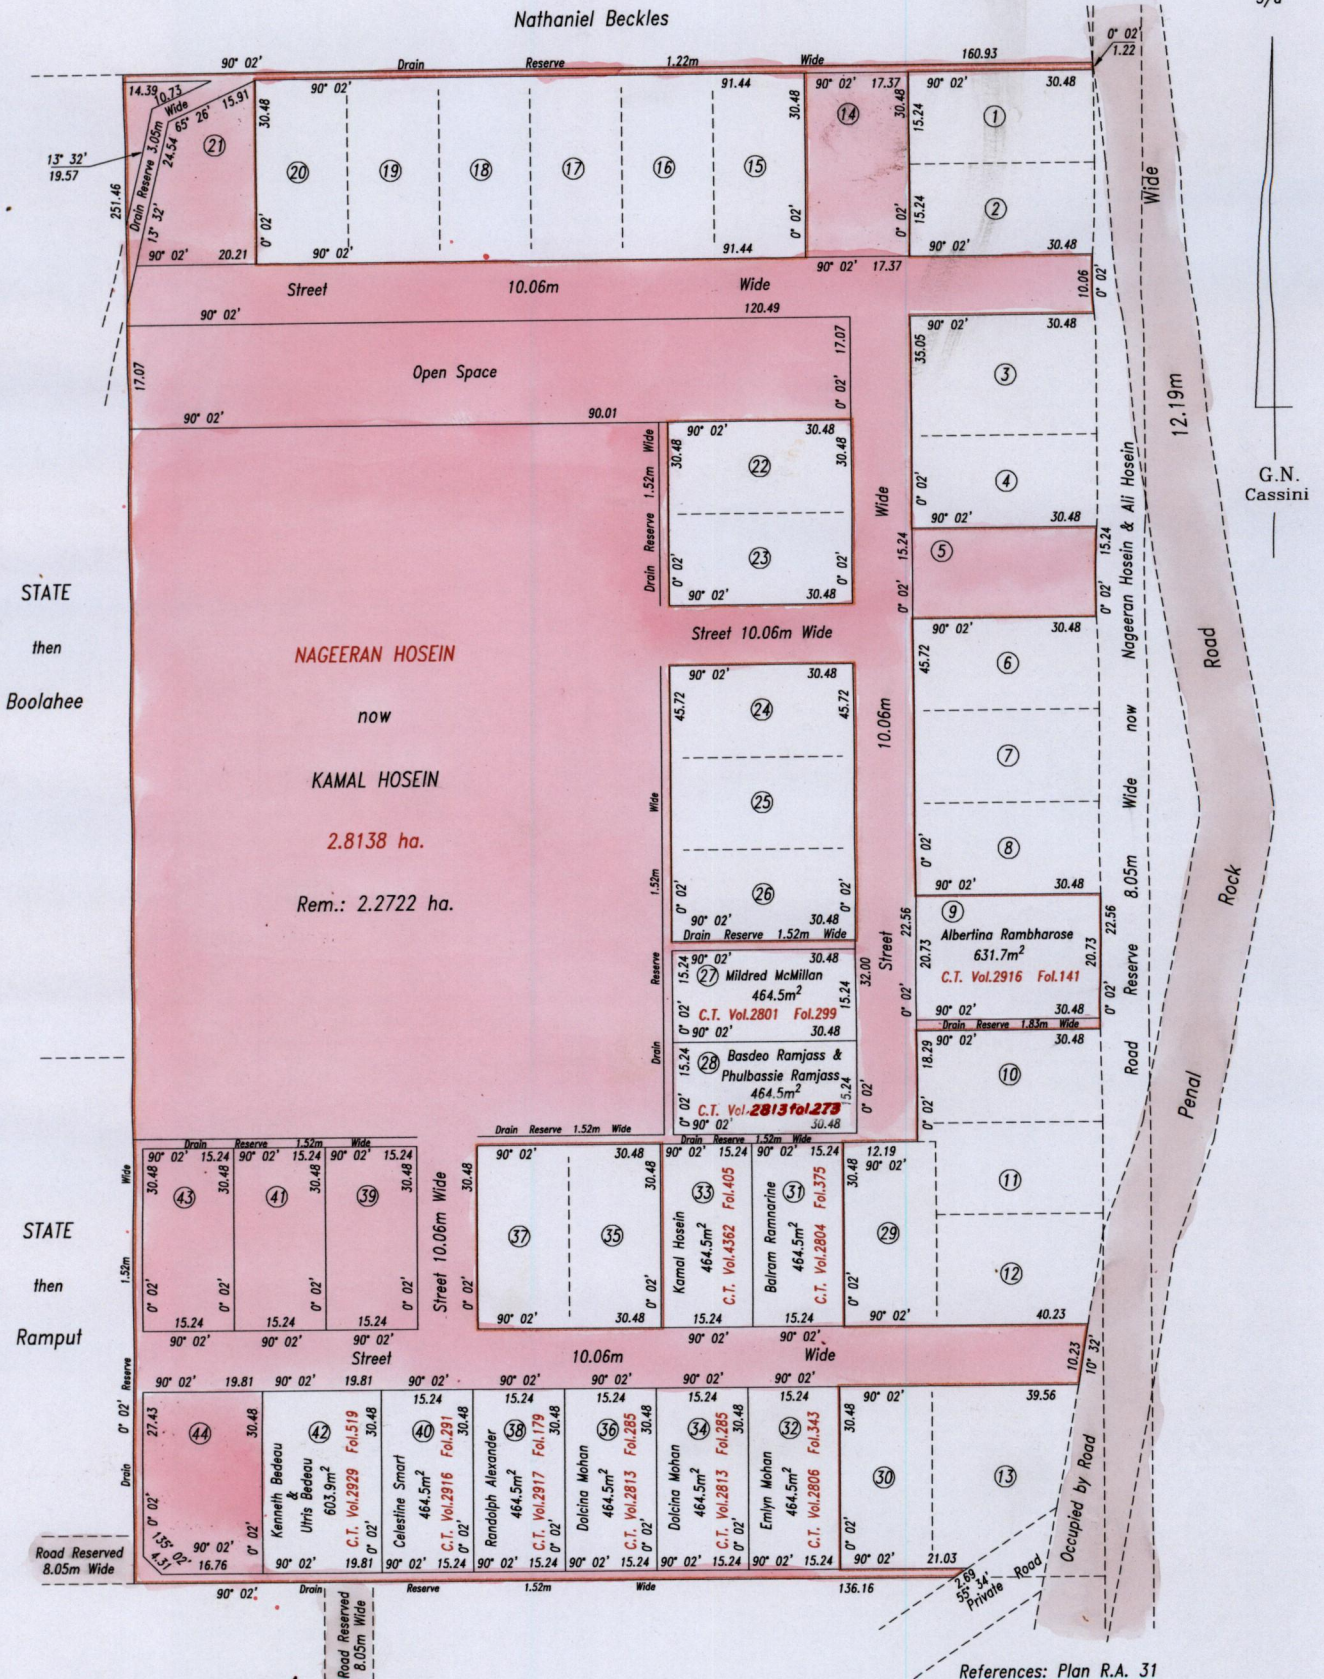 Nathaniel Beckles
0° 02'
1.22
90° 02' Drain Reserve 1.22m Wide 160.93
14.39
10.73
Wide
15.91
65° 26'
24.54
Drain Reserve 3.05m
13° 32'
13° 32'
19.57
251.46
21
90° 02' 20.21
0° 02'
30.48
90° 02' 91.44
20
19
18
17
16
15
30.48
0° 02'
90° 02' 91.44
90° 02' 17.37
14
30.48
0° 02'
90° 02' 17.37
90° 02' 30.48
15.24
1
15.24
2
90° 02' 30.48
Street 10.06m Wide
10.06
0° 02'
90° 02' 120.49
17.07
Open Space
17.07
0° 02'
90° 02' 90.01
90° 02' 30.48
35.05
3
4
0° 02'
90° 02' 30.48
15.24
0° 02'
5
15.24
0° 02'
90° 02' 30.48
45.72
6
7
8
0° 02'
90° 02' 30.48
Drain Reserve 1.52m Wide
90° 02' 30.48
30.48
30.48
22
23
0° 02'
0° 02'
90° 02' 30.48
Street 10.06m Wide
90° 02' 30.48
45.72
45.72
24
25
26
0° 02'
0° 02'
90° 02' 30.48
Drain Reserve 1.52m Wide
Drain Reserve 1.52m Wide
Street 10.06m Wide
STATE
then
Boolahee
NAGEERAN HOSEIN
now
KAMAL HOSEIN
2.8138 ha.
Rem.: 2.2722 ha.
90° 02' 30.48
15.24
0° 02'
27 Mildred McMillan
464.5m²
C.T. Vol.2801 Fol.299
15.24
90° 02' 30.48
32.00
0° 02'
15.24
0° 02'
28 Basdeo Ramjass &
Phulbassie Ramjass
464.5m²
C.T. Vol.2813 fol.273
15.24
90° 02' 30.48
22.56
0° 02'
20.73
9
Albertina Rambharose
631.7m²
C.T. Vol.2916 Fol.141
20.73
22.56
0° 02'
90° 02' 30.48
Drain Reserve 1.83m Wide
90° 02' 30.48
18.29
0° 02'
10
11
12
Road Reserve 8.05m Wide now Nageeran Hosein & Ali Hosein
Penal Rock Road 12.19m Wide
G.N.
Cassini
STATE
then
Ramput
Drain Reserve 1.52m Wide
Drain Reserve 1.52m Wide
90° 02' 15.24
30.48
43
30.48
0° 02'
0° 02'
15.24
90° 02'
90° 02' 15.24
41
30.48
0° 02'
15.24
90° 02'
90° 02' 15.24
39
30.48
0° 02'
15.24
90° 02'
Street 10.06m Wide
Drain Reserve 1.52m Wide
30.48
0° 02'
90° 02' 30.48
37
35
30.48
0° 02'
90° 02' 30.48
Drain Reserve 1.52m Wide
90° 02' 15.24
33
Kamal Hosein
464.5m²
C.T. Vol.4362 Fol.405
15.24
90° 02'
90° 02' 15.24
31
Balram Ramnarine
464.5m²
C.T. Vol.2804 Fol.375
15.24
90° 02'
12.19
90° 02'
30.48
29
0° 02'
90° 02' 40.23
Street 10.06m Wide
10.23
10° 32'
90° 02' 19.81
27.43
0° 02'
0° 02'
44
30.48
0° 02'
135° 02'
4.31
90° 02'
16.76
90° 02' 19.81
42
Kenneth Bedeau
&
Utris Bedeau
603.9m²
C.T. Vol.2929 Fol.519
30.48
0° 02'
90° 02' 19.81
90° 02'
15.24
40
Celestine Smart
464.5m²
C.T. Vol.2916 Fol.291
30.48
0° 02'
90° 02' 15.24
90° 02'
15.24
38
Randolph Alexander
464.5m²
C.T. Vol.2917 Fol.179
30.48
0° 02'
90° 02' 15.24
90° 02'
15.24
36
Dolcina Mohan
464.5m²
C.T. Vol.2813 Fol.285
30.48
0° 02'
90° 02' 15.24
90° 02'
15.24
34
Dolcina Mohan
464.5m²
C.T. Vol.2813 Fol.285
30.48
0° 02'
90° 02' 15.24
90° 02'
15.24
32
Emlyn Mohan
464.5m²
C.T. Vol.2806 Fol.343
90° 02' 15.24
90° 02' 39.56
30.48
0° 02'
30
13
90° 02' 21.03
2.69
55° 34'
Private Road
Occupied by Road
Road Reserved
8.05m Wide
90° 02' Drain Reserve 1.52m Wide 136.16
Road Reserved
8.05m Wide
References: Plan R.A. 31